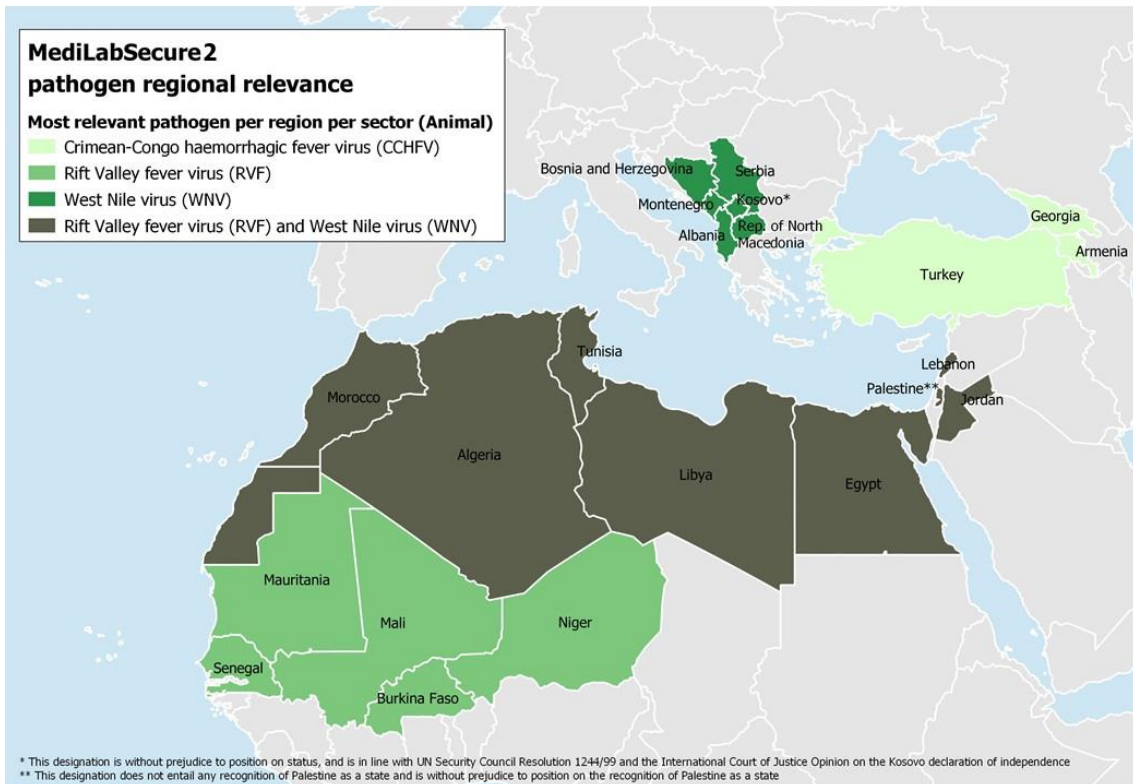 MediLabSecure2
pathogen regional relevance
Most relevant pathogen per region per sector (Animal)
Crimean-Congo haemorrhagic fever virus (CCHFV)
Rift Valley fever virus (RVF)
West Nile virus (WNV)
Rift Valley fever virus (RVF) and West Nile virus (WNV)
Bosnia and Herzegovina
Serbia
Montenegro
Kosovo*
Albania
Rep. of North
Macedonia
Georgia
Armenia
Turkey
Tunisia
Lebanon
Palestine**
Jordan
Morocco
Algeria
Libya
Egypt
Mauritania
Mali
Niger
Senegal
Burkina Faso
* This designation is without prejudice to position on status, and is in line with UN Security Council Resolution 1244/99 and the International Court of Justice Opinion on the Kosovo declaration of independence
** This designation does not entail any recognition of Palestine as a state and is without prejudice to position on the recognition of Palestine as a state